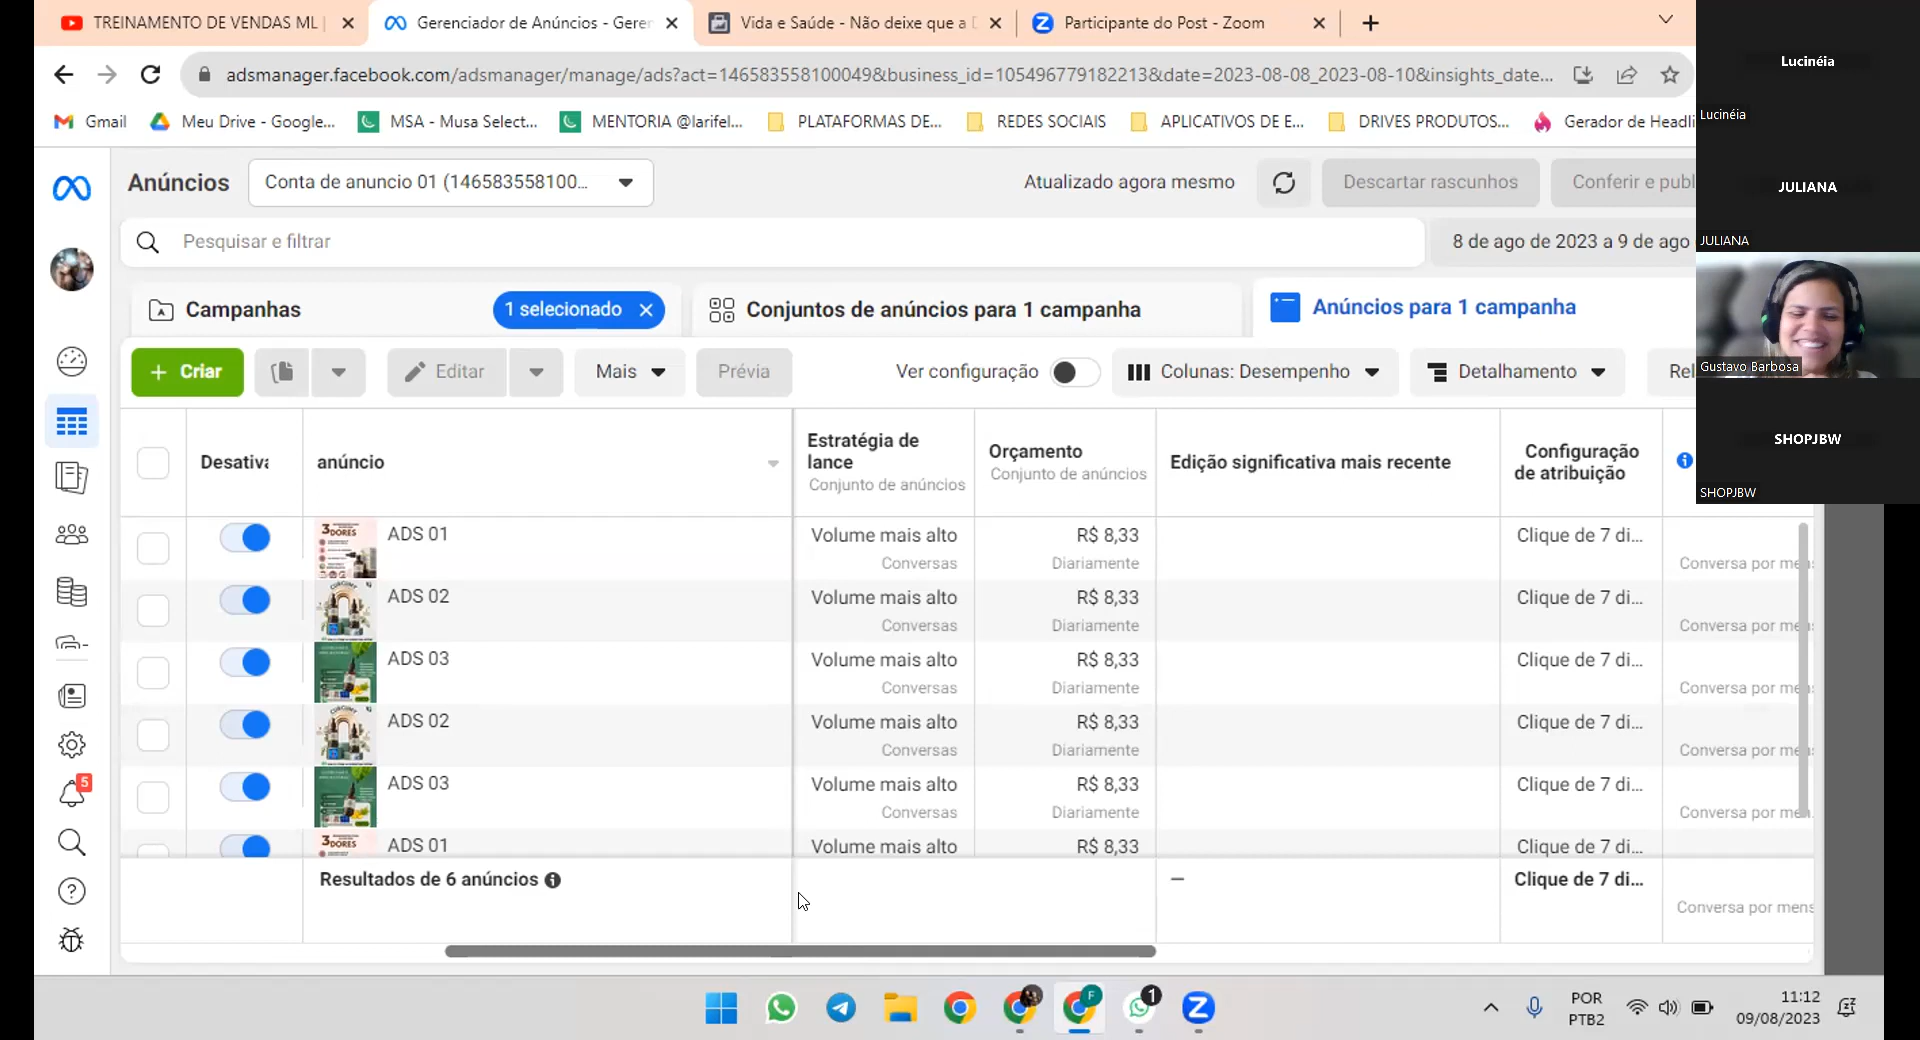 TREINAMENTO DE VENDAS ML |
Gerenciador de Anúncios - Geren
Vida e Saúde - Não deixe que a D
Participante do Post - Zoom
adsmanager.facebook.com/adsmanager/manage/ads?act=146583558100049&business_id=105496779182213&date=2023-08-08_2023-08-10&insights_date...
Gmail
Meu Drive - Google...
MSA - Musa Select...
MENTORIA @larifel...
PLATAFORMAS DE...
REDES SOCIAIS
APLICATIVOS DE E...
DRIVES PRODUTOS...
Gerador de Headli
Lucinéia
Lucinéia
JULIANA
JULIANA
Gustavo Barbosa
SHOPJBW
SHOPJBW
Anúncios
Conta de anuncio 01 (146583558100...
Atualizado agora mesmo
Descartar rascunhos
Conferir e publ
Pesquisar e filtrar
8 de ago de 2023 a 9 de ago
Campanhas
1 selecionado
Conjuntos de anúncios para 1 campanha
Anúncios para 1 campanha
+ Criar
Editar
Mais
Prévia
Ver configuração
Colunas: Desempenho
Detalhamento
Rel
Desativa
anúncio
Estratégia de
lance
Conjunto de anúncios
Orçamento
Conjunto de anúncios
Edição significativa mais recente
Configuração
de atribuição
3 DORES
ADS 01
Volume mais alto
Conversas
R$ 8,33
Diariamente
Clique de 7 di...
Conversa por mens
ADS 02
Volume mais alto
Conversas
R$ 8,33
Diariamente
Clique de 7 di...
Conversa por mens
ADS 03
Volume mais alto
Conversas
R$ 8,33
Diariamente
Clique de 7 di...
Conversa por mens
ADS 02
Volume mais alto
Conversas
R$ 8,33
Diariamente
Clique de 7 di...
Conversa por mens
ADS 03
Volume mais alto
Conversas
R$ 8,33
Diariamente
Clique de 7 di...
Conversa por mens
3 DORES
ADS 01
Volume mais alto
R$ 8,33
Clique de 7 di...
Resultados de 6 anúncios
—
Clique de 7 di...
Conversa por mens
5
F
1
POR
PTB2
11:12
09/08/2023